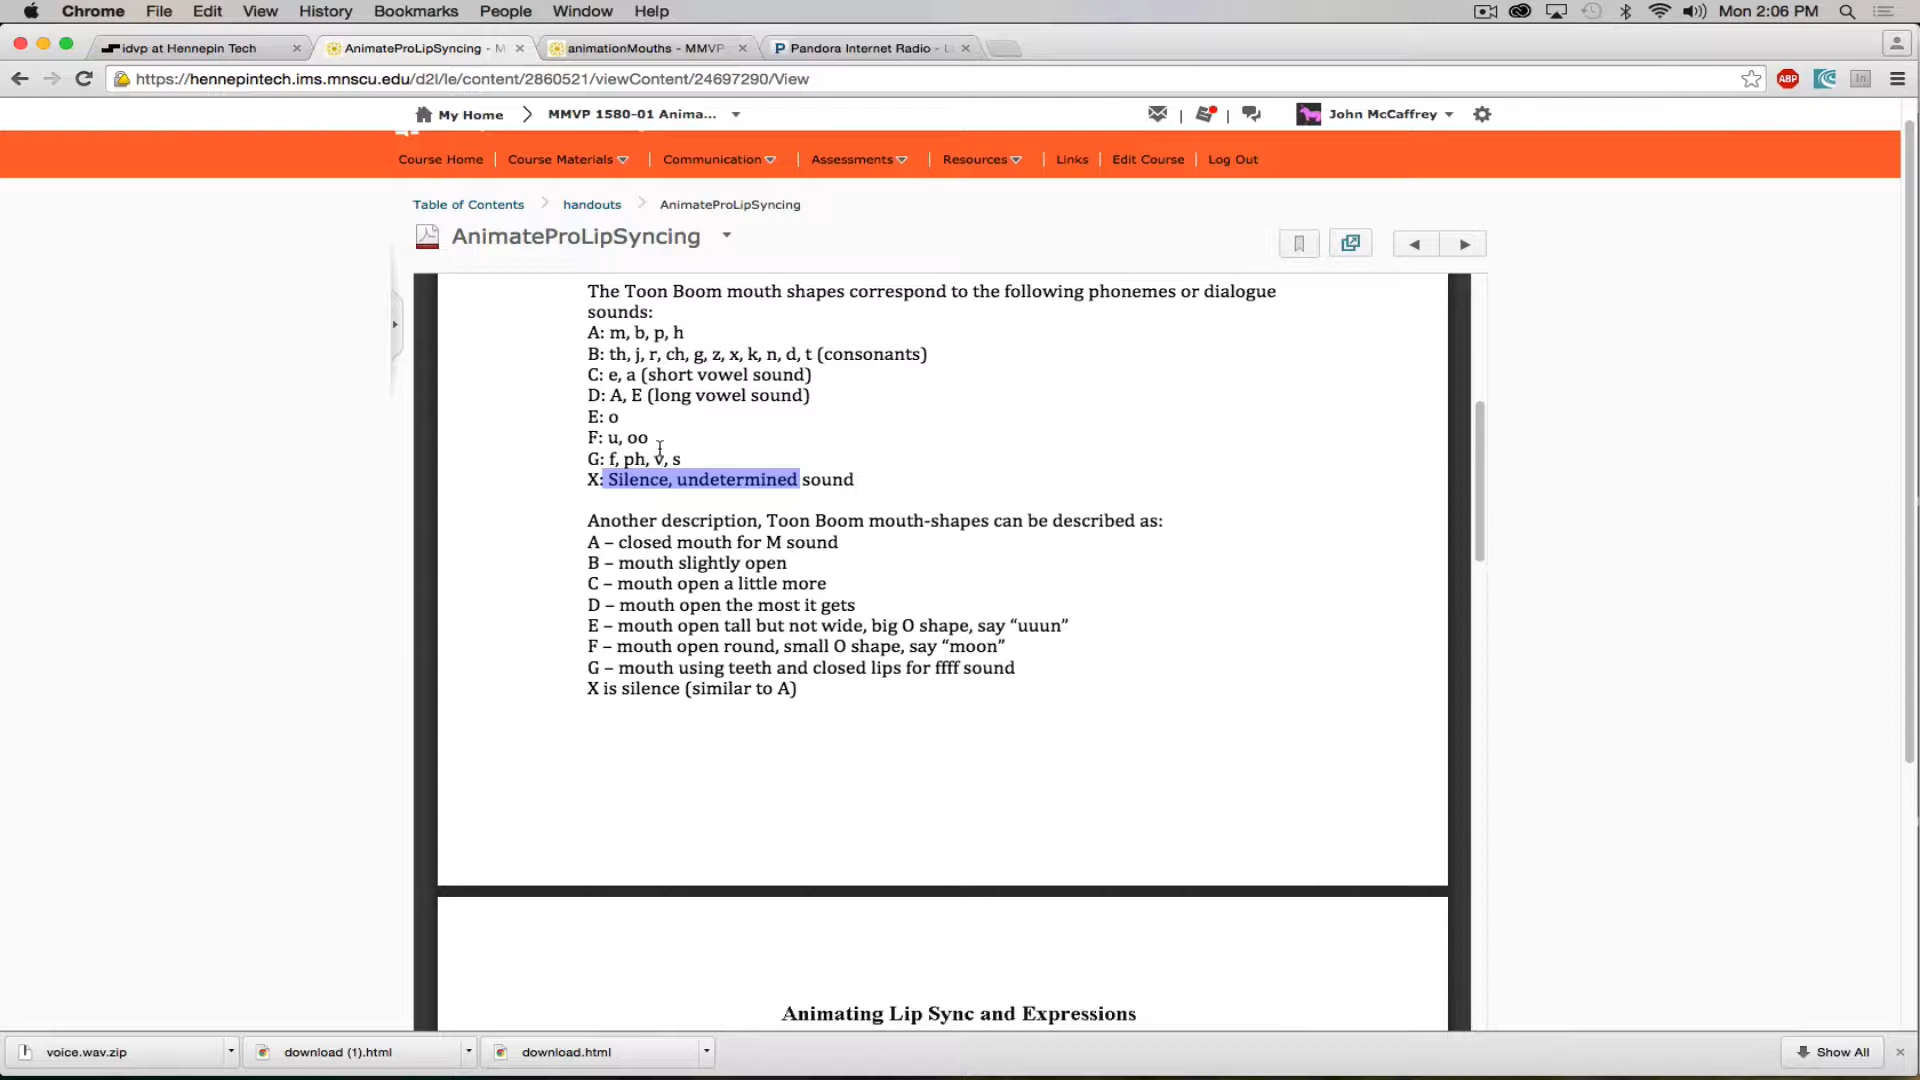 Chrome File Edit View History Bookmarks People Window Help Mon 2:06 PM
idvp at Hennepin Tech AnimateProLipSyncing - M animationMouths - MMVP Pandora Internet Radio -
https://hennepintech.ims.mnscu.edu/d2l/le/content/2860521/viewContent/24697290/View ABP
My Home MMVP 1580-01 Anima... John McCaffrey
Course Home Course Materials Communication Assessments Resources Links Edit Course Log Out
Table of Contents handouts AnimateProLipSyncing
AnimateProLipSyncing
The Toon Boom mouth shapes correspond to the following phonemes or dialogue
sounds:
A: m, b, p, h
B: th, j, r, ch, g, z, x, k, n, d, t (consonants)
C: e, a (short vowel sound)
D: A, E (long vowel sound)
E: o
F: u, oo
G: f, ph, v, s
X: Silence, undetermined sound
Another description, Toon Boom mouth-shapes can be described as:
A – closed mouth for M sound
B – mouth slightly open
C – mouth open a little more
D – mouth open the most it gets
E – mouth open tall but not wide, big O shape, say “uuun”
F – mouth open round, small O shape, say “moon”
G – mouth using teeth and closed lips for ffff sound
X is silence (similar to A)
Animating Lip Sync and Expressions
voice.wav.zip download (1).html download.html Show All